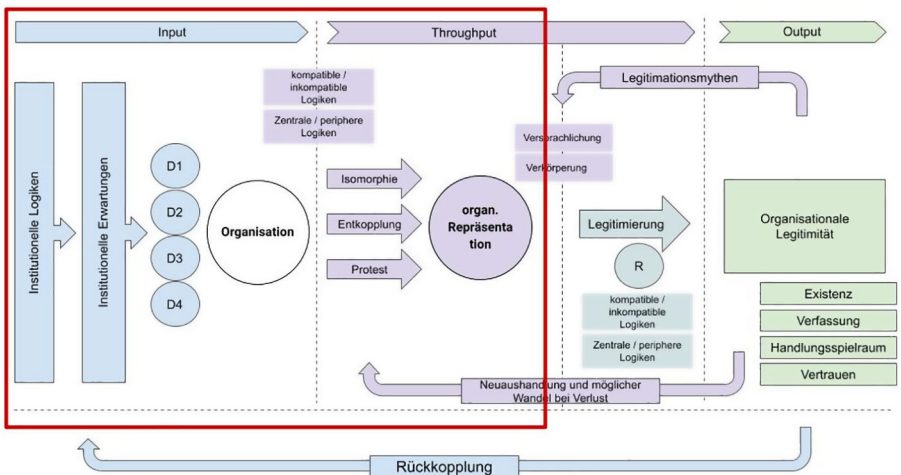 Input
Throughput
Output
Institutionelle Logiken
Institutionelle Erwartungen
D1
D2
D3
D4
Organisation
kompatible /
inkompatible
Logiken
Zentrale / periphere
Logiken
Isomorphie
Entkopplung
Protest
organ.
Repräsenta
tion
Legitimationsmythen
Versprachlichung
Verkörperung
Legitimierung
R
kompatible /
inkompatible
Logiken
Zentrale / periphere
Logiken
Organisationale
Legitimität
Existenz
Verfassung
Handlungsspielraum
Vertrauen
Neuaushandlung und möglicher
Wandel bei Verlust
Rückkopplung